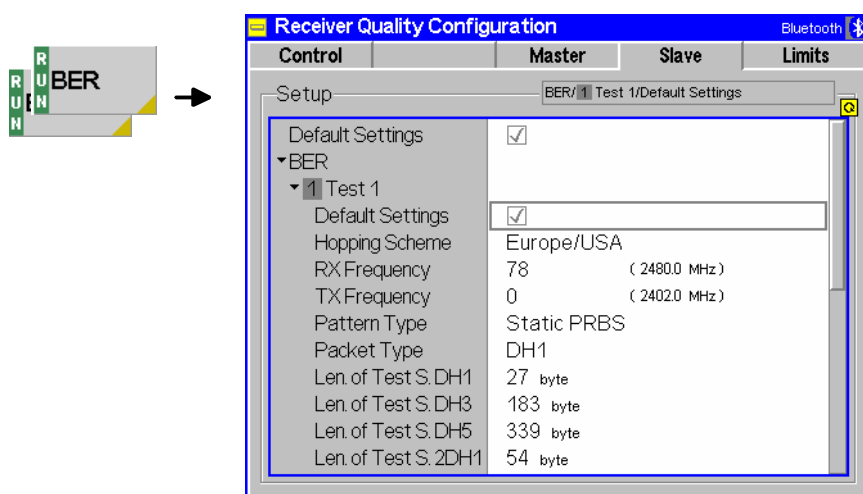 RUN BER
RUN
Receiver Quality Configuration Bluetooth
Control Master Slave Limits
Setup BER/ 1 Test 1/Default Settings
Default Settings
BER
1 Test 1
Default Settings
Hopping Scheme Europe/USA
RX Frequency 78 ( 2480.0 MHz )
TX Frequency 0 ( 2402.0 MHz )
Pattern Type Static PRBS
Packet Type DH1
Len. of Test S. DH1 27 byte
Len. of Test S. DH3 183 byte
Len. of Test S. DH5 339 byte
Len. of Test S. 2DH1 54 byte